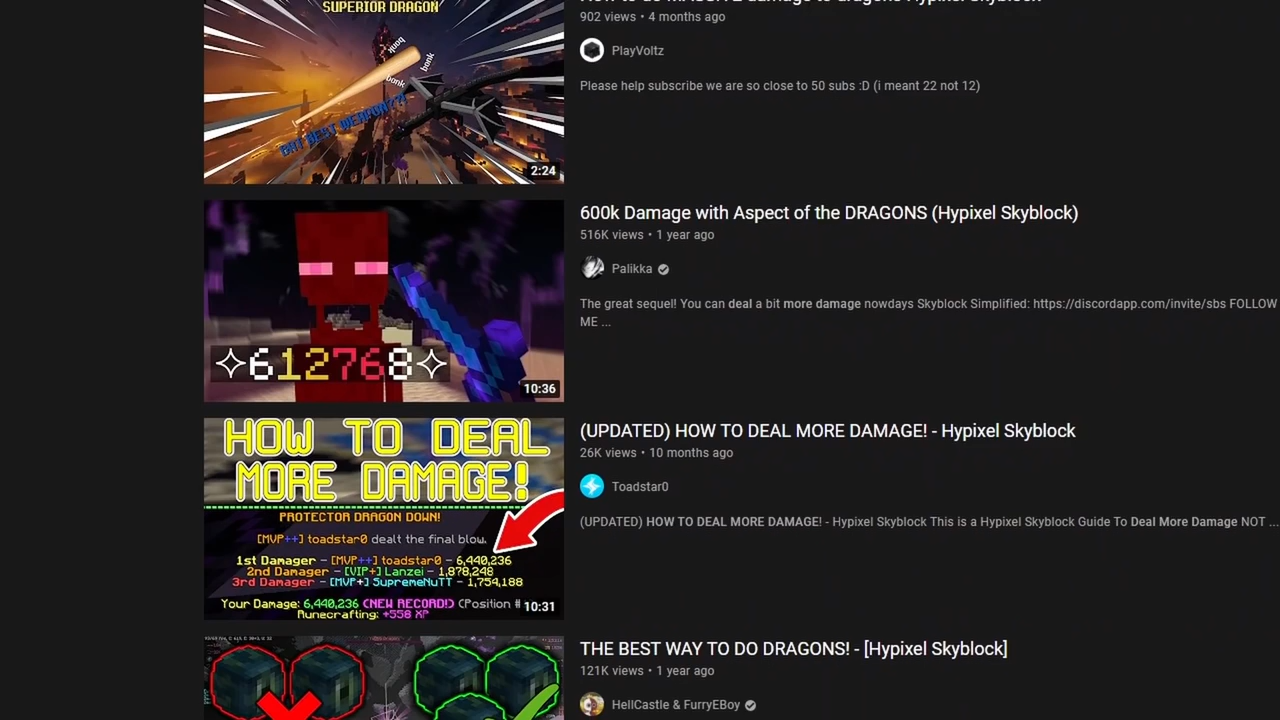 SUPERIOR DRAGON
bonk
bonk
bonk
BAT BEST WEAPON??!
2:24
902 views • 4 months ago
PlayVoltz
Please help subscribe we are so close to 50 subs :D (i meant 22 not 12)
✧612768✧
10:36
600k Damage with Aspect of the DRAGONS (Hypixel Skyblock)
516K views • 1 year ago
Palikka
The great sequel! You can deal a bit more damage nowdays Skyblock Simplified: https://discordapp.com/invite/sbs FOLLOW
ME ...
HOW TO DEAL
MORE DAMAGE!
PROTECTOR DRAGON DOWN!
[MVP++] toadstar0 dealt the final blow.
1st Damager - [MVP++] toadstar0 - 6,440,236
2nd Damager - [VIP+] Lanzei - 1,878,248
3rd Damager - [MVP+] SupremeNuTT - 1,754,188
Your Damage: 6,440,236 (NEW RECORD!) (Position #
Runecrafting: +558 XP
10:31
(UPDATED) HOW TO DEAL MORE DAMAGE! - Hypixel Skyblock
26K views • 10 months ago
Toadstar0
(UPDATED) HOW TO DEAL MORE DAMAGE! - Hypixel Skyblock This is a Hypixel Skyblock Guide To Deal More Damage NOT ...
THE BEST WAY TO DO DRAGONS! - [Hypixel Skyblock]
121K views • 1 year ago
HellCastle & FurryEBoy